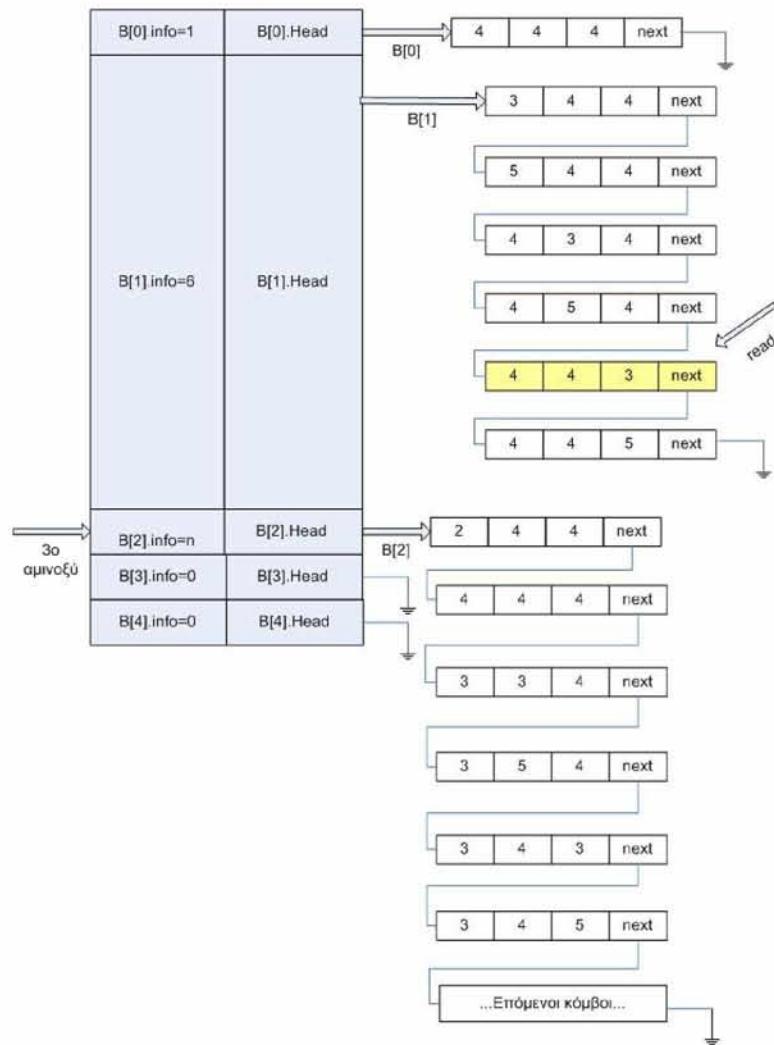 B[0].info=1 B[0].Head 4 4 4 next
B[0]
3 4 4 next
B[1]
5 4 4 next
4 3 4 next
B[1].info=6 B[1].Head
4 5 4 next
read
4 4 3 next
4 4 5 next
B[2].info=n B[2].Head 2 4 4 next
B[2]
3ο
αμινοξύ
B[3].info=0 B[3].Head
4 4 4 next
B[4].info=0 B[4].Head
3 3 4 next
3 5 4 next
3 4 3 next
3 4 5 next
...Επόμενοι κόμβοι...